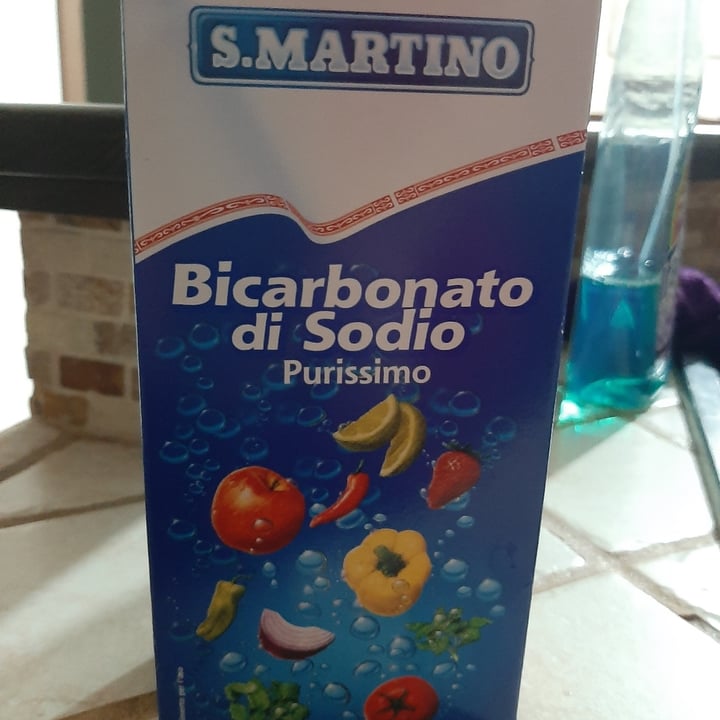 S.MARTINO
Bicarbonato
di Sodio
Purissimo